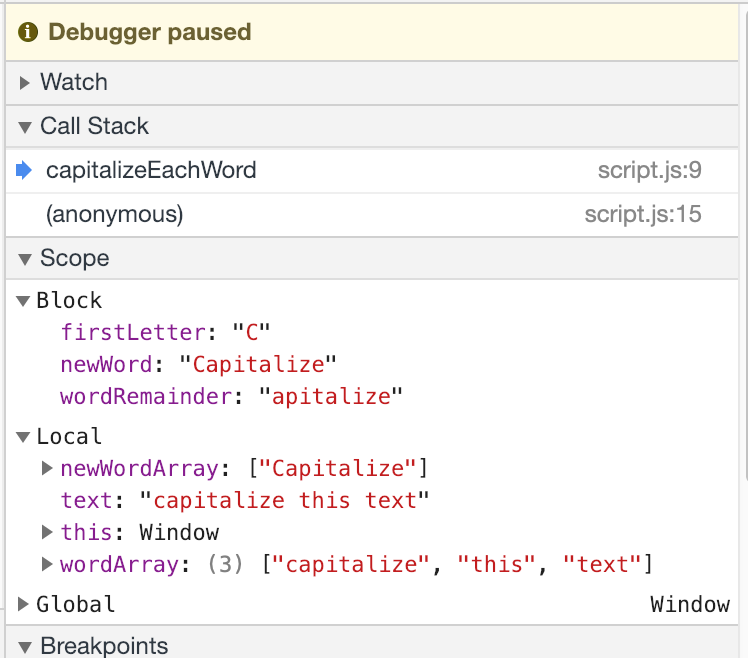 Debugger paused
Watch
Call Stack
capitalizeEachWord script.js:9
(anonymous) script.js:15
Scope
Block
firstLetter: "C"
newWord: "Capitalize"
wordRemainder: "apitalize"
Local
newWordArray: ["Capitalize"]
text: "capitalize this text"
this: Window
wordArray: (3) ["capitalize", "this", "text"]
Global Window
Breakpoints